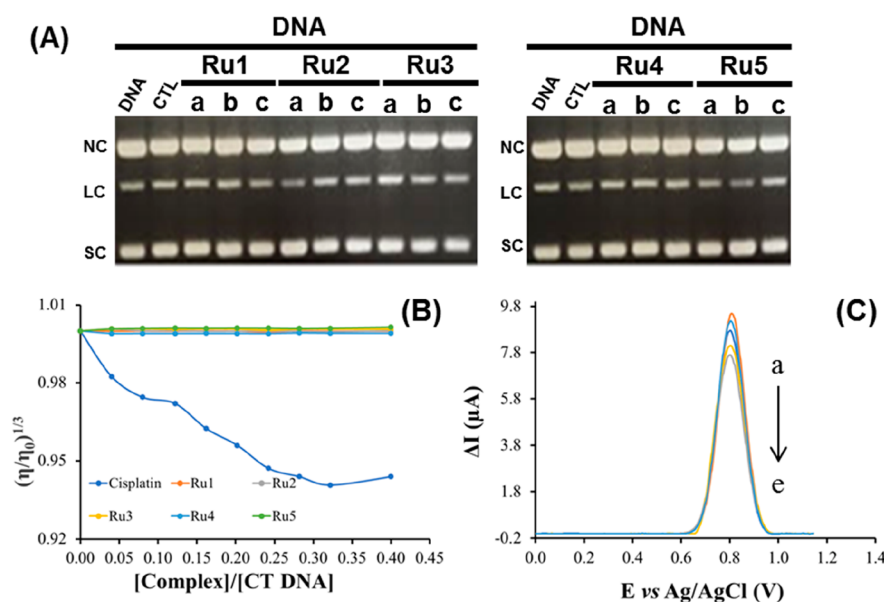 (A)
DNA
Ru1 Ru2 Ru3
DNA CTL a b c a b c a b c
NC
LC
SC
DNA
Ru4 Ru5
DNA CTL a b c a b c
(B)
1.01
0.98
0.95
0.92
(η/η0)1/3
Cisplatin Ru1 Ru2
Ru3 Ru4 Ru5
0.00 0.05 0.10 0.15 0.20 0.25 0.30 0.35 0.40 0.45
[Complex]/[CT DNA]
(C)
9.8
7.8
5.8
3.8
1.8
-0.2
ΔI (μA)
a
e
0.0 0.2 0.4 0.6 0.8 1.0 1.2 1.4
E vs Ag/AgCl (V)